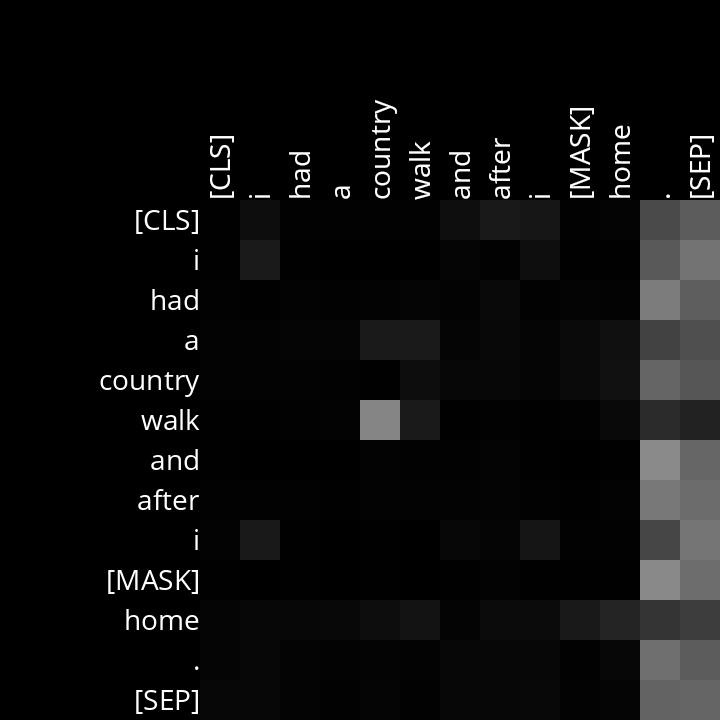 [CLS]
i
had
a
country
walk
and
after
i
[MASK]
home
.
[SEP]
[CLS]
i
had
a
country
walk
and
after
i
[MASK]
home
.
[SEP]